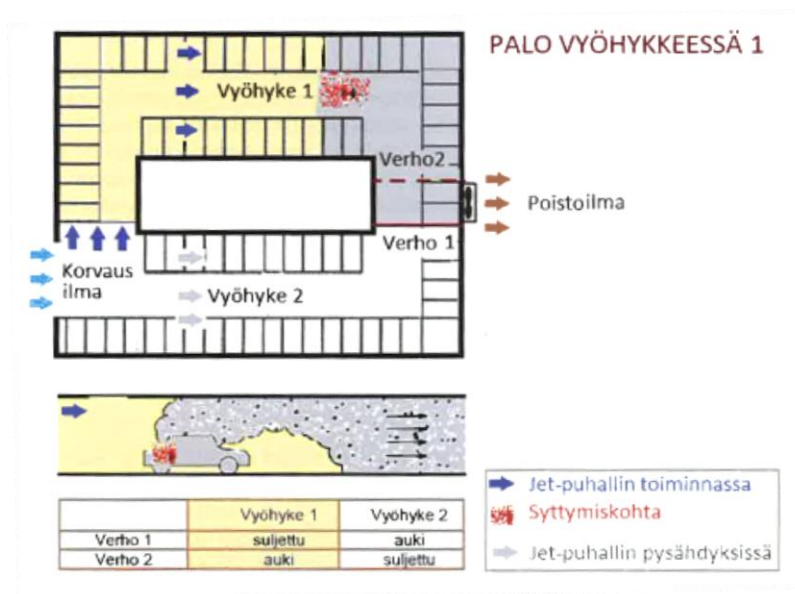 PALO VYÖHYKKEESSÄ 1
Vyöhyke 1
Verho2
Poistoilma
Verho 1
Korvaus
ilma
Vyöhyke 2
Vyöhyke 1 Vyöhyke 2
Verho 1 suljettu auki
Verho 2 auki suljettu
Jet-puhallin toiminnassa
Syttymiskohta
Jet-puhallin pysähdyksissä